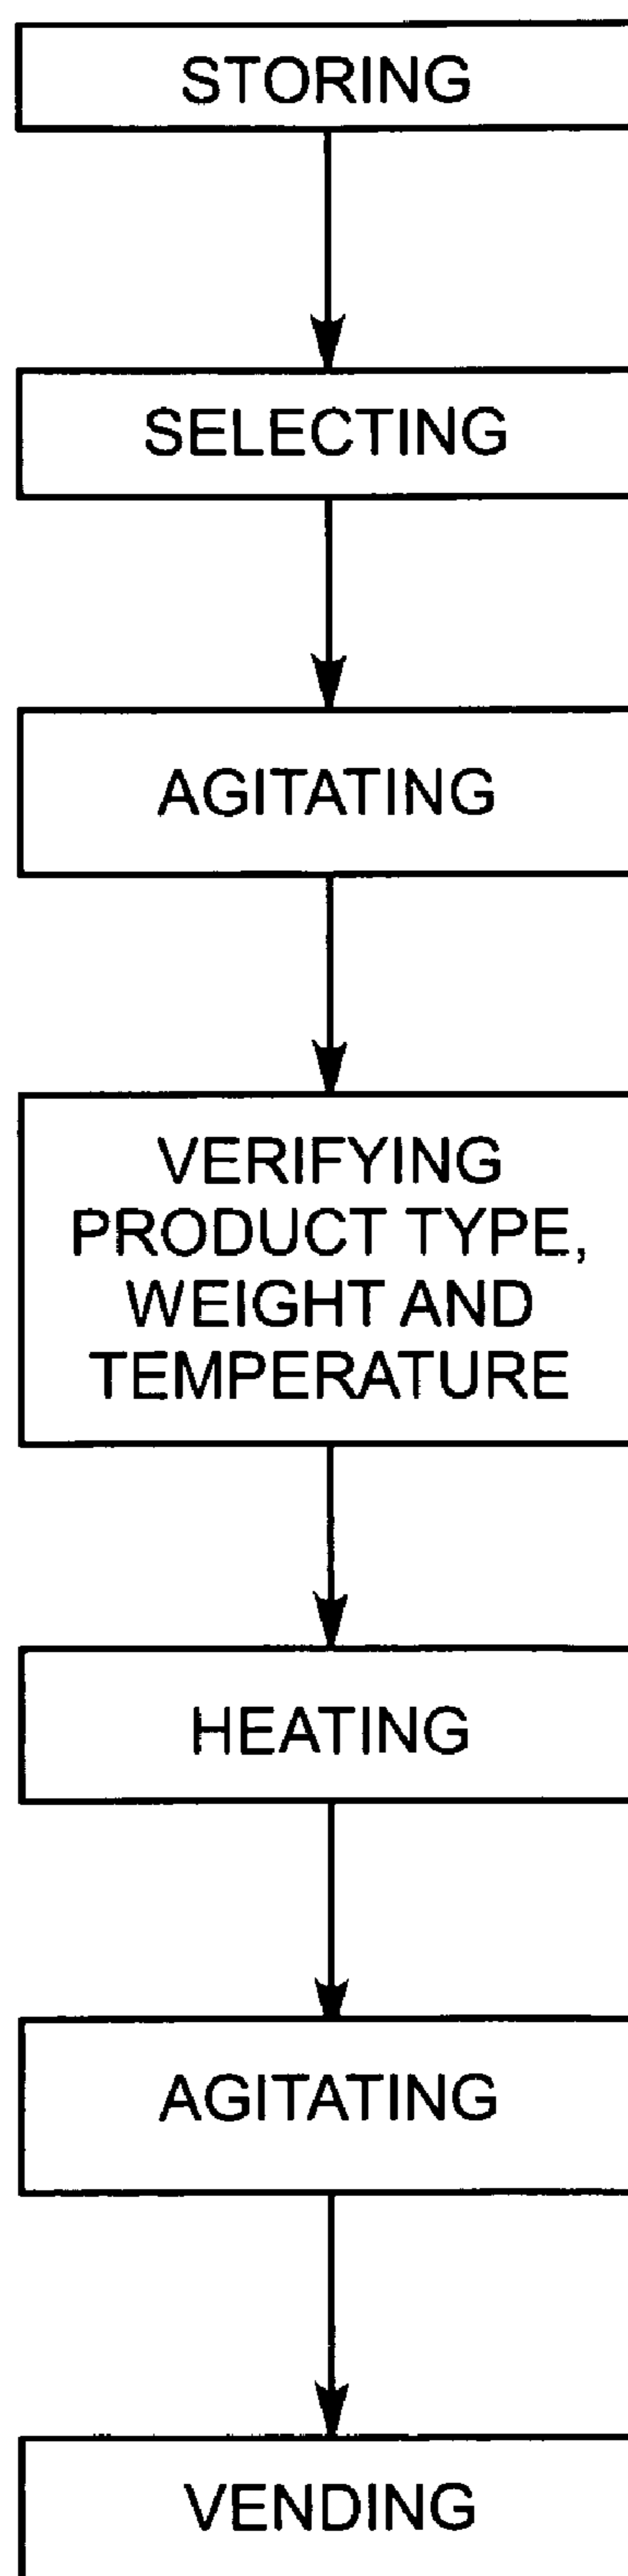 STORING
SELECTING
AGITATING
VERIFYING
PRODUCT TYPE,
WEIGHT AND
TEMPERATURE
HEATING
AGITATING
VENDING